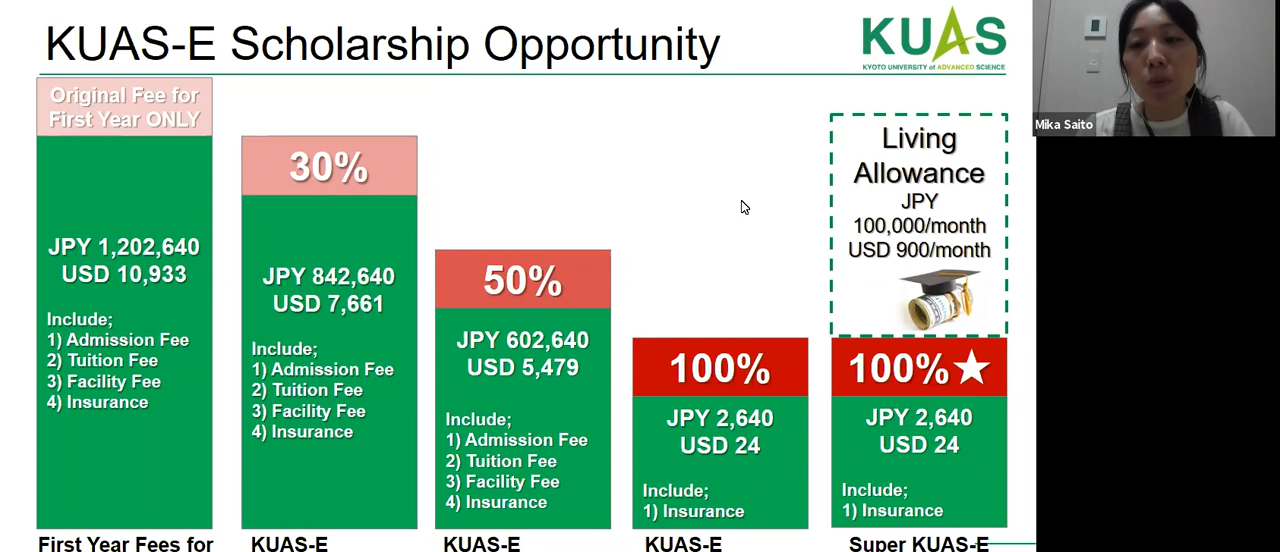 KUAS-E Scholarship Opportunity
KUAS
KYOTO UNIVERSITY of ADVANCED SCIENCE
Mika Saito
Original Fee for
First Year ONLY
JPY 1,202,640
USD 10,933
Include;
1) Admission Fee
2) Tuition Fee
3) Facility Fee
4) Insurance
First Year Fees for
30%
JPY 842,640
USD 7,661
Include;
1) Admission Fee
2) Tuition Fee
3) Facility Fee
4) Insurance
KUAS-E
50%
JPY 602,640
USD 5,479
Include;
1) Admission Fee
2) Tuition Fee
3) Facility Fee
4) Insurance
KUAS-E
100%
JPY 2,640
USD 24
Include;
1) Insurance
KUAS-E
Living
Allowance
JPY
100,000/month
USD 900/month
100%★
JPY 2,640
USD 24
Include;
1) Insurance
Super KUAS-E